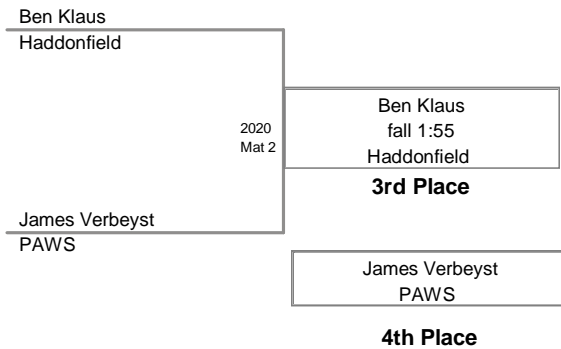 Ben Klaus
Haddonfield
2020
Mat 2
Ben Klaus
fall 1:55
Haddonfield
3rd Place
James Verbeyst
PAWS
James Verbeyst
PAWS
4th Place